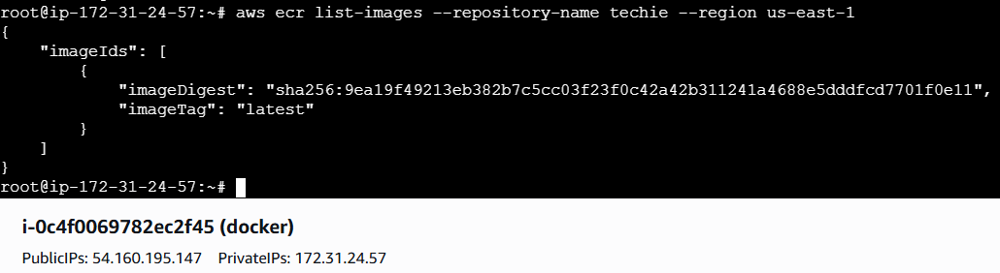 root@ip-172-31-24-57:~# aws ecr list-images --repository-name techie --region us-east-1
{
    "imageIds": [
        {
            "imageDigest": "sha256:9ea19f49213eb382b7c5cc03f23f0c42a42b311241a4688e5dddfcd7701f0e11",
            "imageTag": "latest"
        }
    ]
}
root@ip-172-31-24-57:~#
i-0c4f0069782ec2f45 (docker)
PublicIPs: 54.160.195.147 PrivateIPs: 172.31.24.57